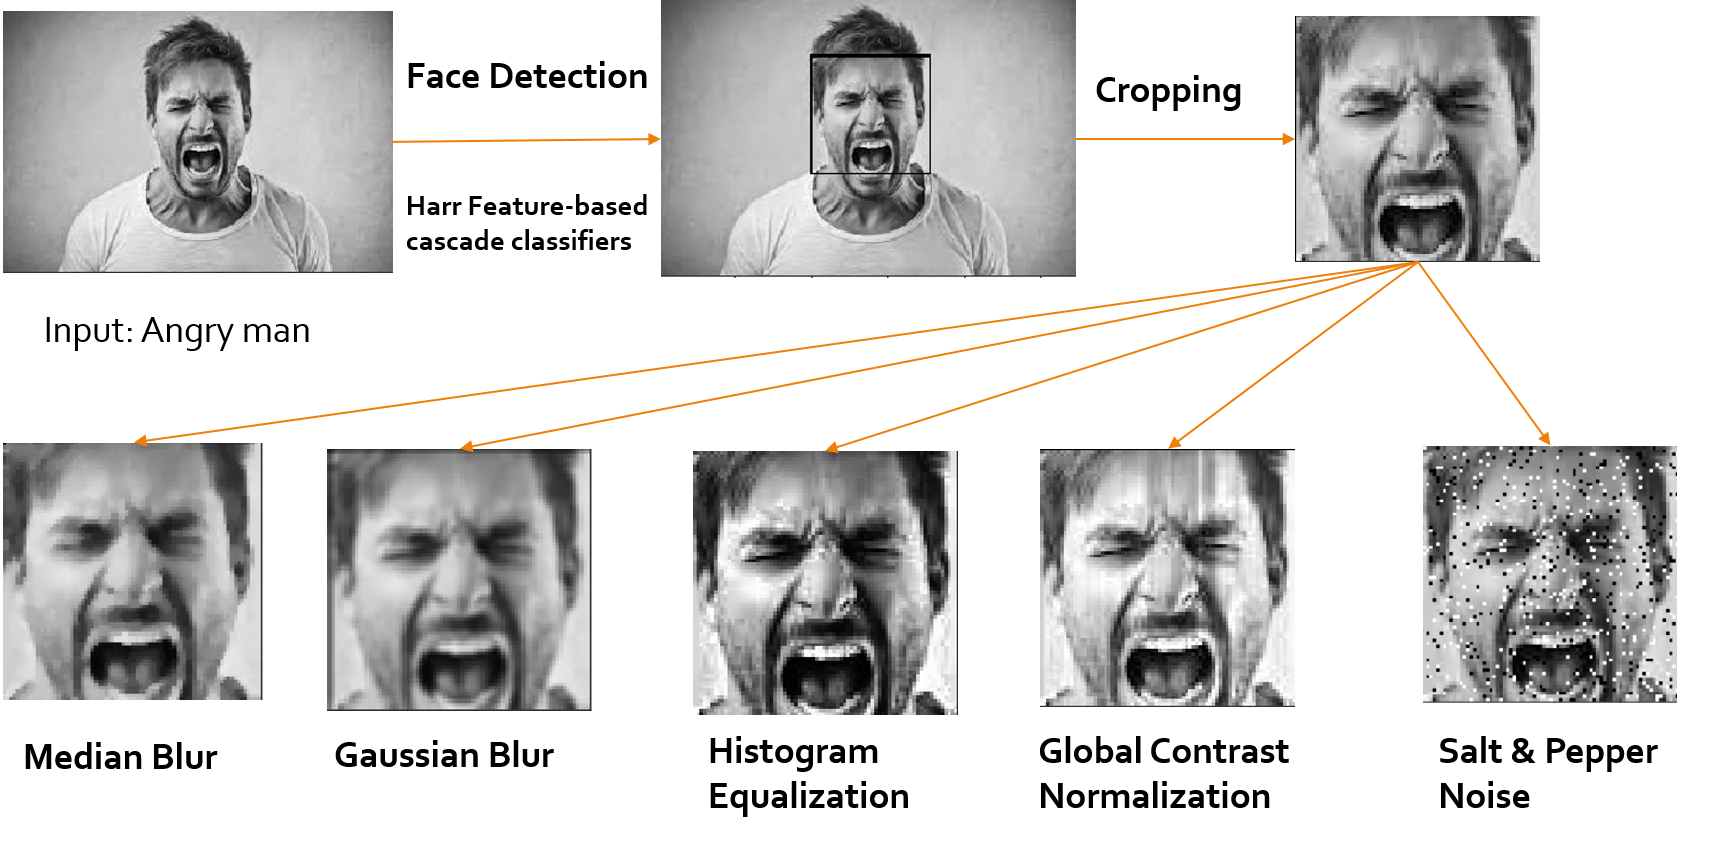 Face Detection
Cropping
Harr Feature-based
cascade classifiers
Input: Angry man
Median Blur
Gaussian Blur
Histogram
Equalization
Global Contrast
Normalization
Salt & Pepper
Noise